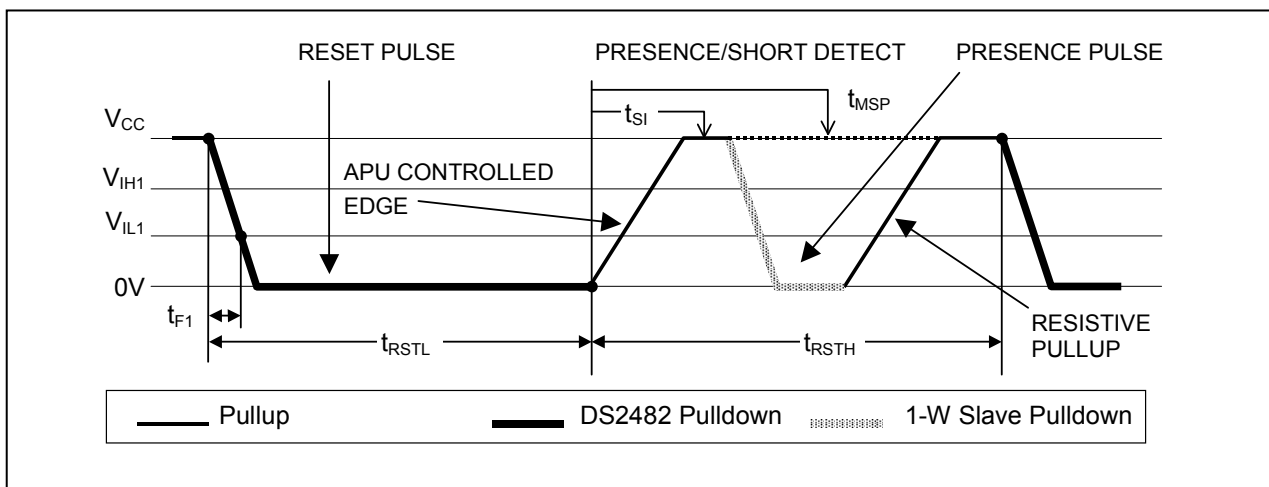 RESET PULSE
PRESENCE/SHORT DETECT
PRESENCE PULSE
tMSP
tSI
VCC
APU CONTROLLED
EDGE
VIH1
VIL1
0V
tF1
tRSTL
tRSTH
RESISTIVE
PULLUP
Pullup
DS2482 Pulldown
1-W Slave Pulldown